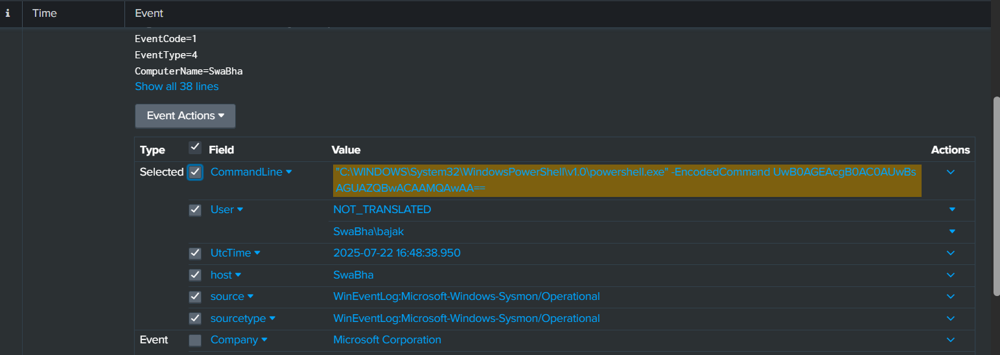 i Time Event
EventCode=1
EventType=4
ComputerName=SwaBha
Show all 38 lines
Event Actions
Type Field Value Actions
Selected CommandLine "C:\WINDOWS\System32\WindowsPowerShell\v1.0\powershell.exe" -EncodedCommand UwB0AGEAcgB0AC0AUwBs
AGUAZQBwACAAMQAwAA==
User NOT_TRANSLATED
SwaBha\bajak
UtcTime 2025-07-22 16:48:38.950
host SwaBha
source WinEventLog:Microsoft-Windows-Sysmon/Operational
sourcetype WinEventLog:Microsoft-Windows-Sysmon/Operational
Event Company Microsoft Corporation